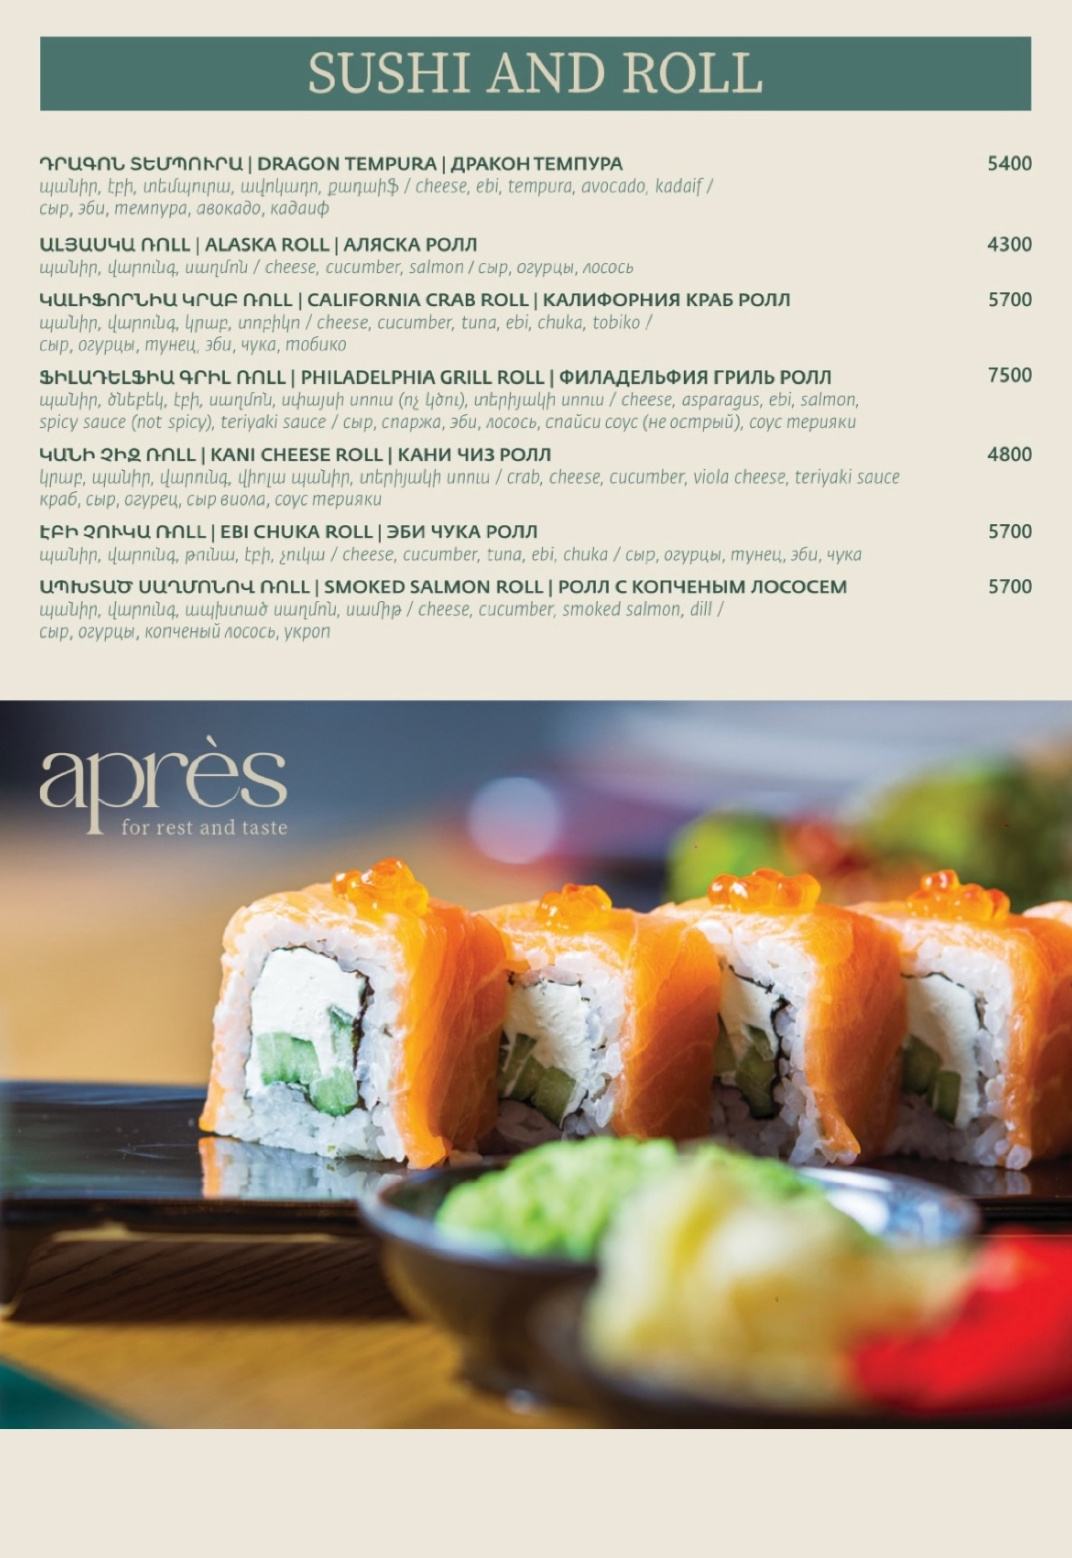 SUSHI AND ROLL
ԴՐԱԳՈՆ ՏԵՄՊՈՒՐԱ | DRAGON TEMPURA | ДРАКОН ТЕМПУРА 5400
պանիր, էբի, տեմպուրա, ավոկադո, քադաիֆ / cheese, ebi, tempura, avocado, kadaif /
сыр, эби, темпура, авокадо, кадаиф
ԱԼՅԱՍԿԱ ՌՈLL | ALASKA ROLL | АЛЯСКА РОЛЛ 4300
պանիր, վարունգ, սաղմոն / cheese, cucumber, salmon / сыр, огурцы, лосось
ԿԱԼԻՖՈՐՆԻԱ ԿՐԱԲ ՌՈLL | CALIFORNIA CRAB ROLL | КАЛИФОРНИЯ КРАБ РОЛЛ 5700
պանիր, վարունգ, կրաբ, տոբիկո / cheese, cucumber, tuna, ebi, chuka, tobiko /
сыр, огурцы, тунец, эби, чука, тобико
ՖԻԼԱԴԵԼՖԻԱ ԳՐԻԼ ՌՈLL | PHILADELPHIA GRILL ROLL | ФИЛАДЕЛЬФИЯ ГРИЛЬ РОЛЛ 7500
պանիր, ծնեբեկ, էբի, սաղմոն, սփայսի սոուս (ոչ կծու), տերիյակի սոուս / cheese, asparagus, ebi, salmon,
spicy sauce (not spicy), teriyaki sauce / сыр, спаржа, эби, лосось, спайси соус (не острый), соус терияки
ԿԱՆԻ ՉԻԶ ՌՈLL | KANI CHEESE ROLL | КАНИ ЧИЗ РОЛЛ 4800
կրաբ, պանիր, վարունգ, վիոլա պանիր, տերիյակի սոուս / crab, cheese, cucumber, viola cheese, teriyaki sauce
краб, сыр, огурец, сыр виола, соус терияки
ԷԲԻ ՉՈՒԿԱ ՌՈLL | EBI CHUKA ROLL | ЭБИ ЧУКА РОЛЛ 5700
պանիր, վարունգ, թունա, էբի, չուկա / cheese, cucumber, tuna, ebi, chuka / сыр, огурцы, тунец, эби, чука
ԱՊԽՏԱԾ ՍԱՂՄՈՆՈՎ ՌՈLL | SMOKED SALMON ROLL | РОЛЛ С КОПЧЕНЫМ ЛОСОСЕМ 5700
պանիր, վարունգ, ապխտած սաղմոն, սամիթ / cheese, cucumber, smoked salmon, dill /
сыр, огурцы, копченый лосось, укроп
après
for rest and taste